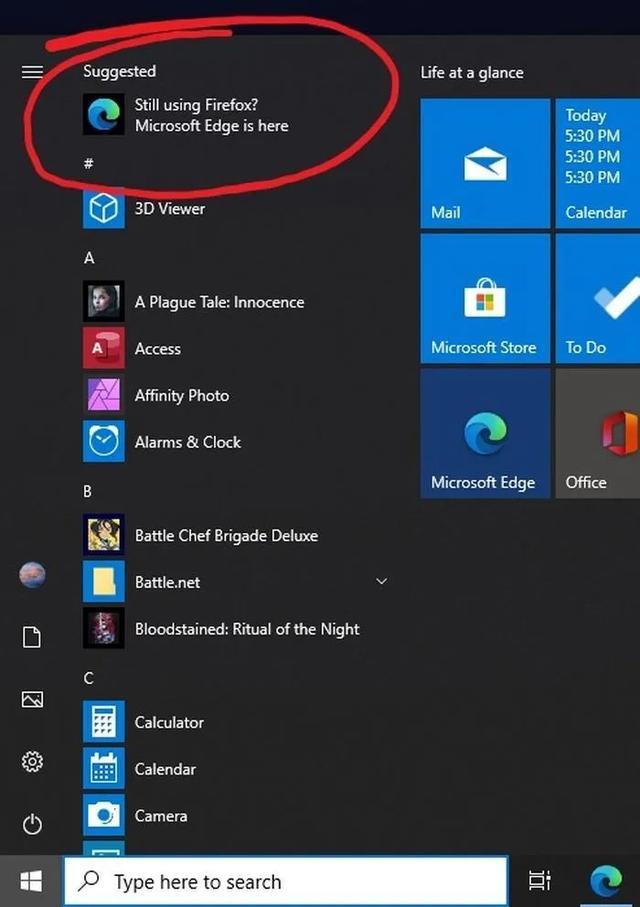 Suggested
Still using Firefox?
Microsoft Edge is here
#
3D Viewer
A
A Plague Tale: Innocence
Access
Affinity Photo
Alarms & Clock
B
Battle Chef Brigade Deluxe
Battle.net
Bloodstained: Ritual of the Night
C
Calculator
Calendar
Camera
Life at a glance
Mail
Today
5:30 PM
5:30 PM
5:30 PM
Calendar
Microsoft Store
To Do
Microsoft Edge
Office
Type here to search